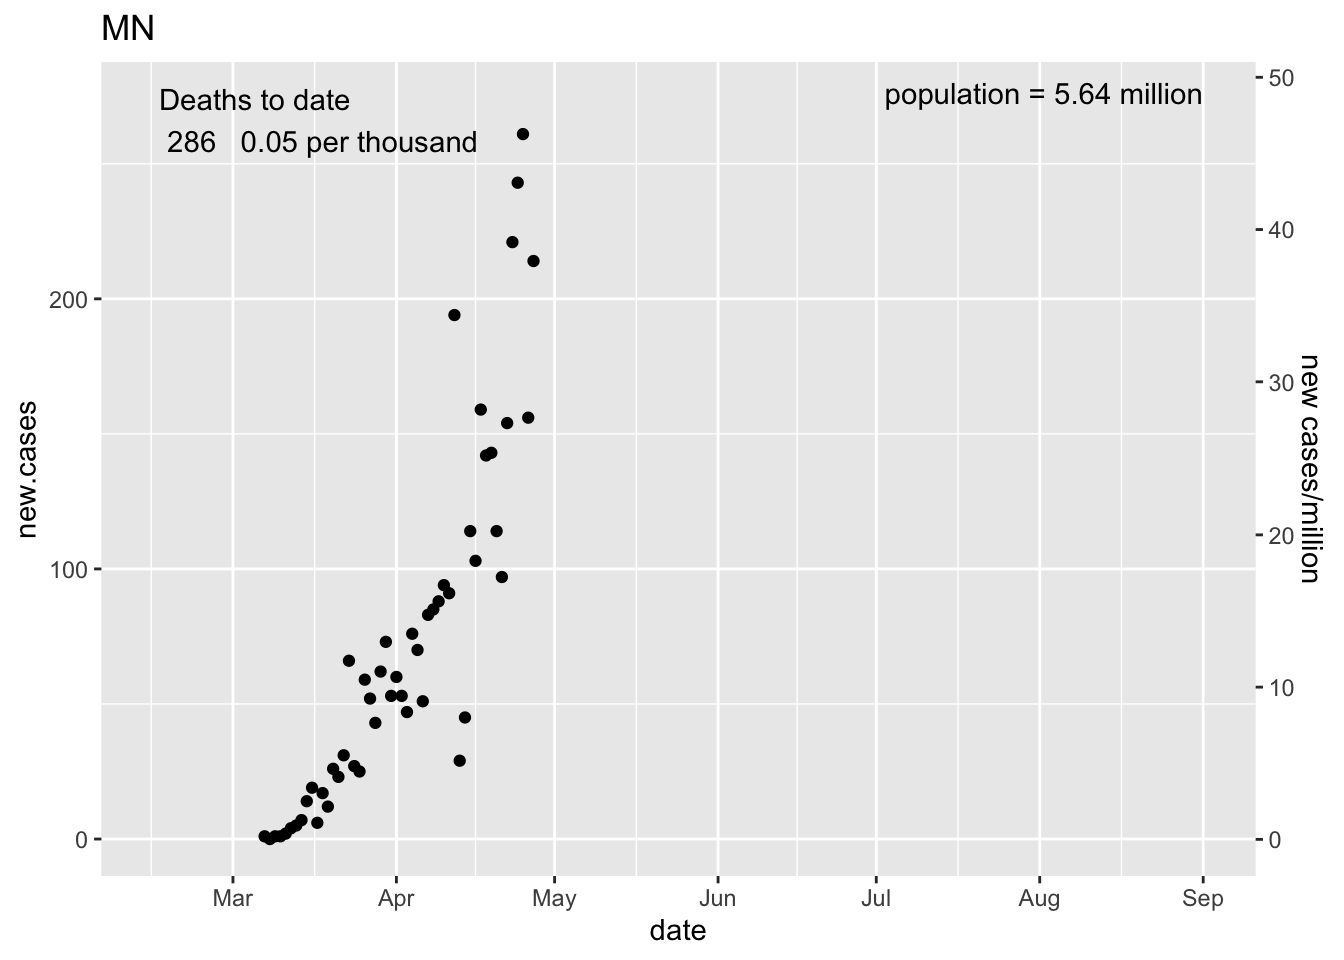 MN
Deaths to date
population = 5.64 million
286 0.05 per thousand
new.cases
200
100
0
50
40
30
20
10
0
new cases/million
Mar Apr May Jun Jul Aug Sep
date